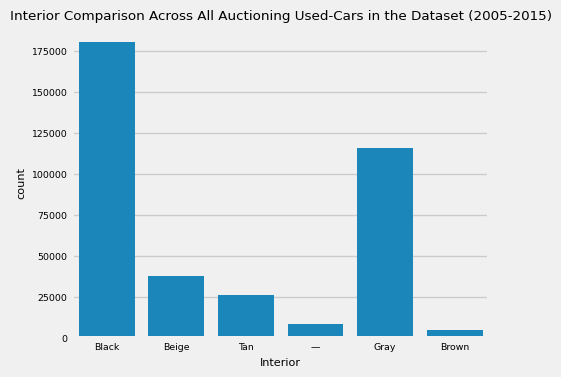 Interior Comparison Across All Auctioning Used-Cars in the Dataset (2005-2015)
175000
150000
125000
100000
75000
50000
25000
0
count
Black Beige Tan — Gray Brown
Interior